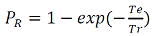 P_R = 1 − exp(−Te/Tr)